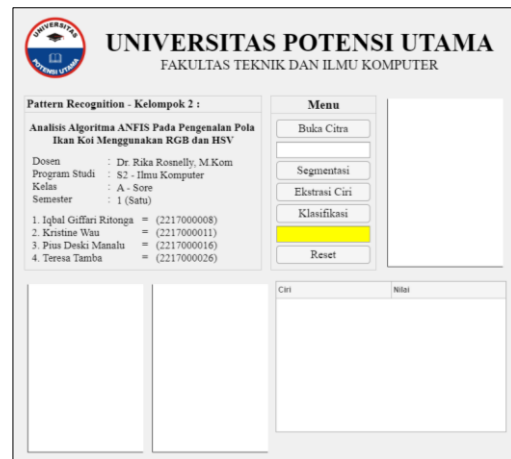 UNIVERSITAS
POTENSI UTAMA
UNIVERSITAS POTENSI UTAMA
FAKULTAS TEKNIK DAN ILMU KOMPUTER
Pattern Recognition - Kelompok 2 :
Analisis Algoritma ANFIS Pada Pengenalan Pola
Ikan Koi Menggunakan RGB dan HSV
Dosen : Dr. Rika Rosnelly, M.Kom
Program Studi : S2 - Ilmu Komputer
Kelas : A - Sore
Semester : 1 (Satu)
1. Iqbal Giffari Ritonga = (2217000008)
2. Kristine Wau = (2217000011)
3. Pius Deski Manalu = (2217000016)
4. Teresa Tamba = (2217000026)
Menu
Buka Citra
Segmentasi
Ekstrasi Ciri
Klasifikasi
Reset
Ciri Nilai